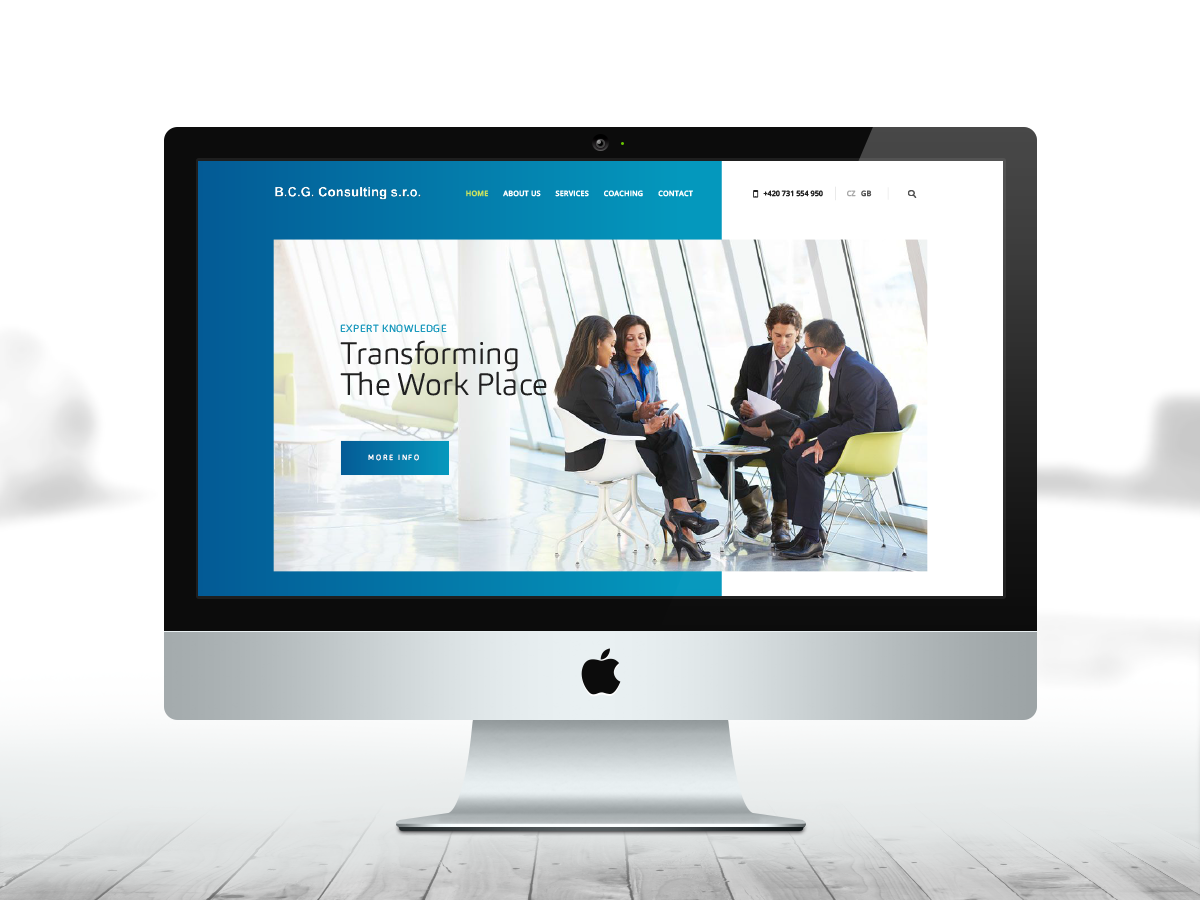 B.C.G. Consulting s.r.o.
HOME ABOUT US SERVICES COACHING CONTACT
+420 731 554 950
CZ GB
EXPERT KNOWLEDGE
Transforming
The Work Place
MORE INFO